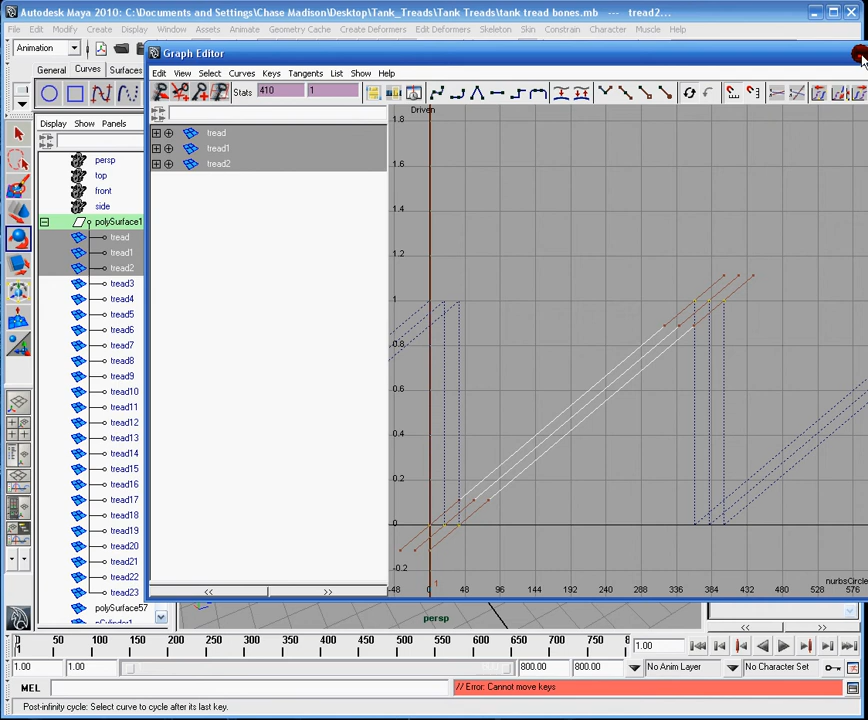 Autodesk Maya 2010: C:\Documents and Settings\Chase Madison\Desktop\Tank_Treads\Tank Treads\tank tread bones.mb --- tread2...
File Edit Modify Create Display Window Assets Animate Geometry Cache Create Deformers Edit Deformers Skeleton Skin Constrain Character Muscle Help
Animation
General Curves Surfaces
Display Show Panels
persp
top
front
side
polySurface1
tread
tread1
tread2
tread3
tread4
tread5
tread6
tread7
tread8
tread9
tread10
tread11
tread12
tread13
tread14
tread15
tread16
tread17
tread18
tread19
tread20
tread21
tread22
tread23
polySurface57
nCylinder1
Graph Editor
Edit View Select Curves Keys Tangents List Show Help
Stats 410 1
tread
tread1
tread2
Driven
1.8
1.6
1.4
1.2
1
0.8
0.6
0.4
0.2
0
-0.2
nurbsCircle
1
-48 0 48 96 144 192 240 288 336 384 432 480 528 576
<< >>
persp
<< >>
1 50 100 150 200 250 300 350 400 450 500 550 600 650 700 750 8
1.00
1.00 1.00 800.00 800.00 No Anim Layer No Character Set
MEL // Error: Cannot move keys
Post-infinity cycle: Select curve to cycle after its last key.